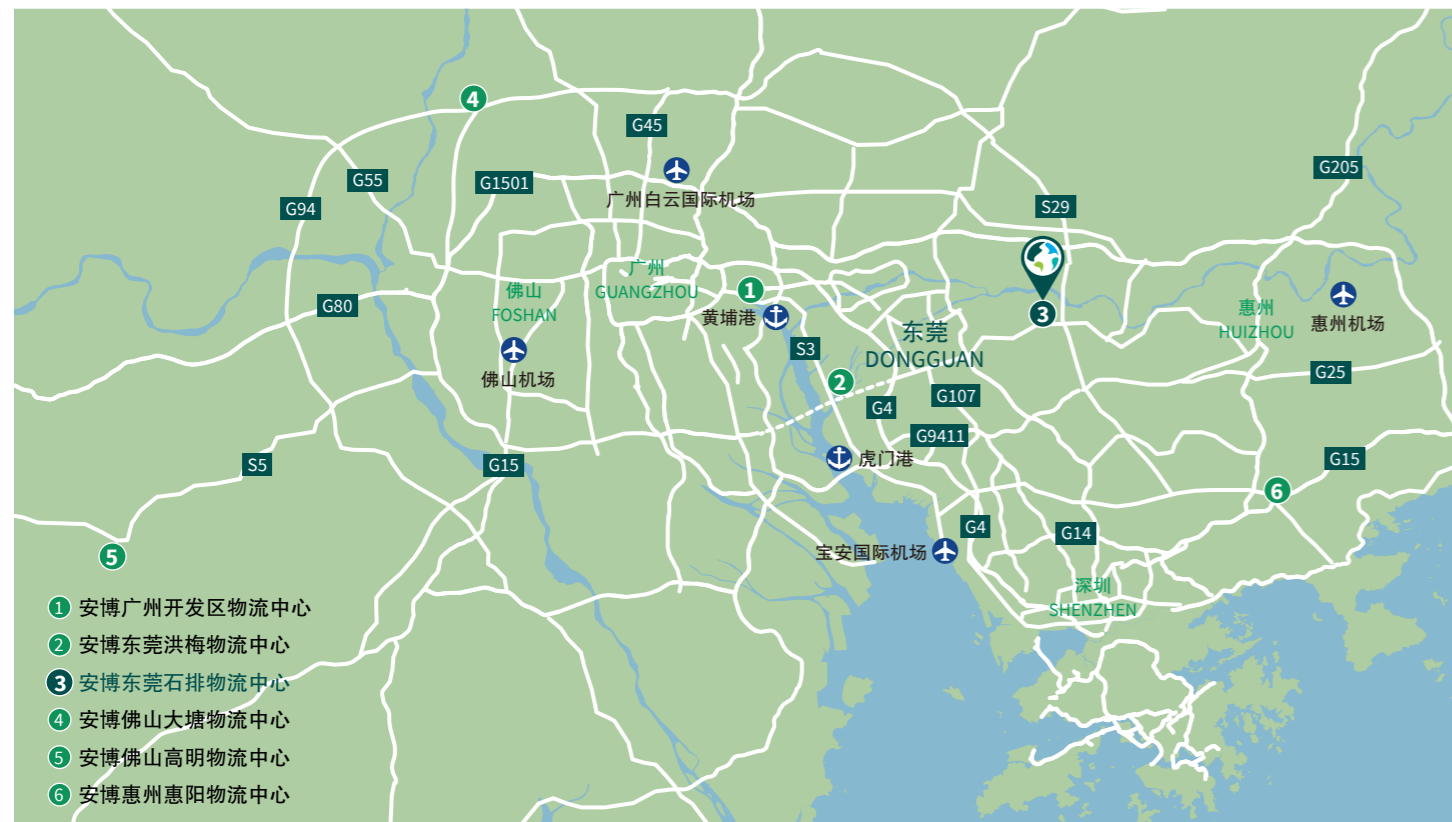 4
G45
G205
G55
G1501
广州白云国际机场
G94
S29
广州
GUANGZHOU
佛山
FOSHAN
1
G80
黄埔港
3
惠州
HUIZHOU
惠州机场
东莞
DONGGUAN
S3
佛山机场
2
G25
G4
G107
G9411
S5
G15
虎门港
G15
6
G4
G14
5
宝安国际机场
深圳
SHENZHEN
1 安博广州开发区物流中心
2 安博东莞洪梅物流中心
3 安博东莞石排物流中心
4 安博佛山大塘物流中心
5 安博佛山高明物流中心
6 安博惠州惠阳物流中心